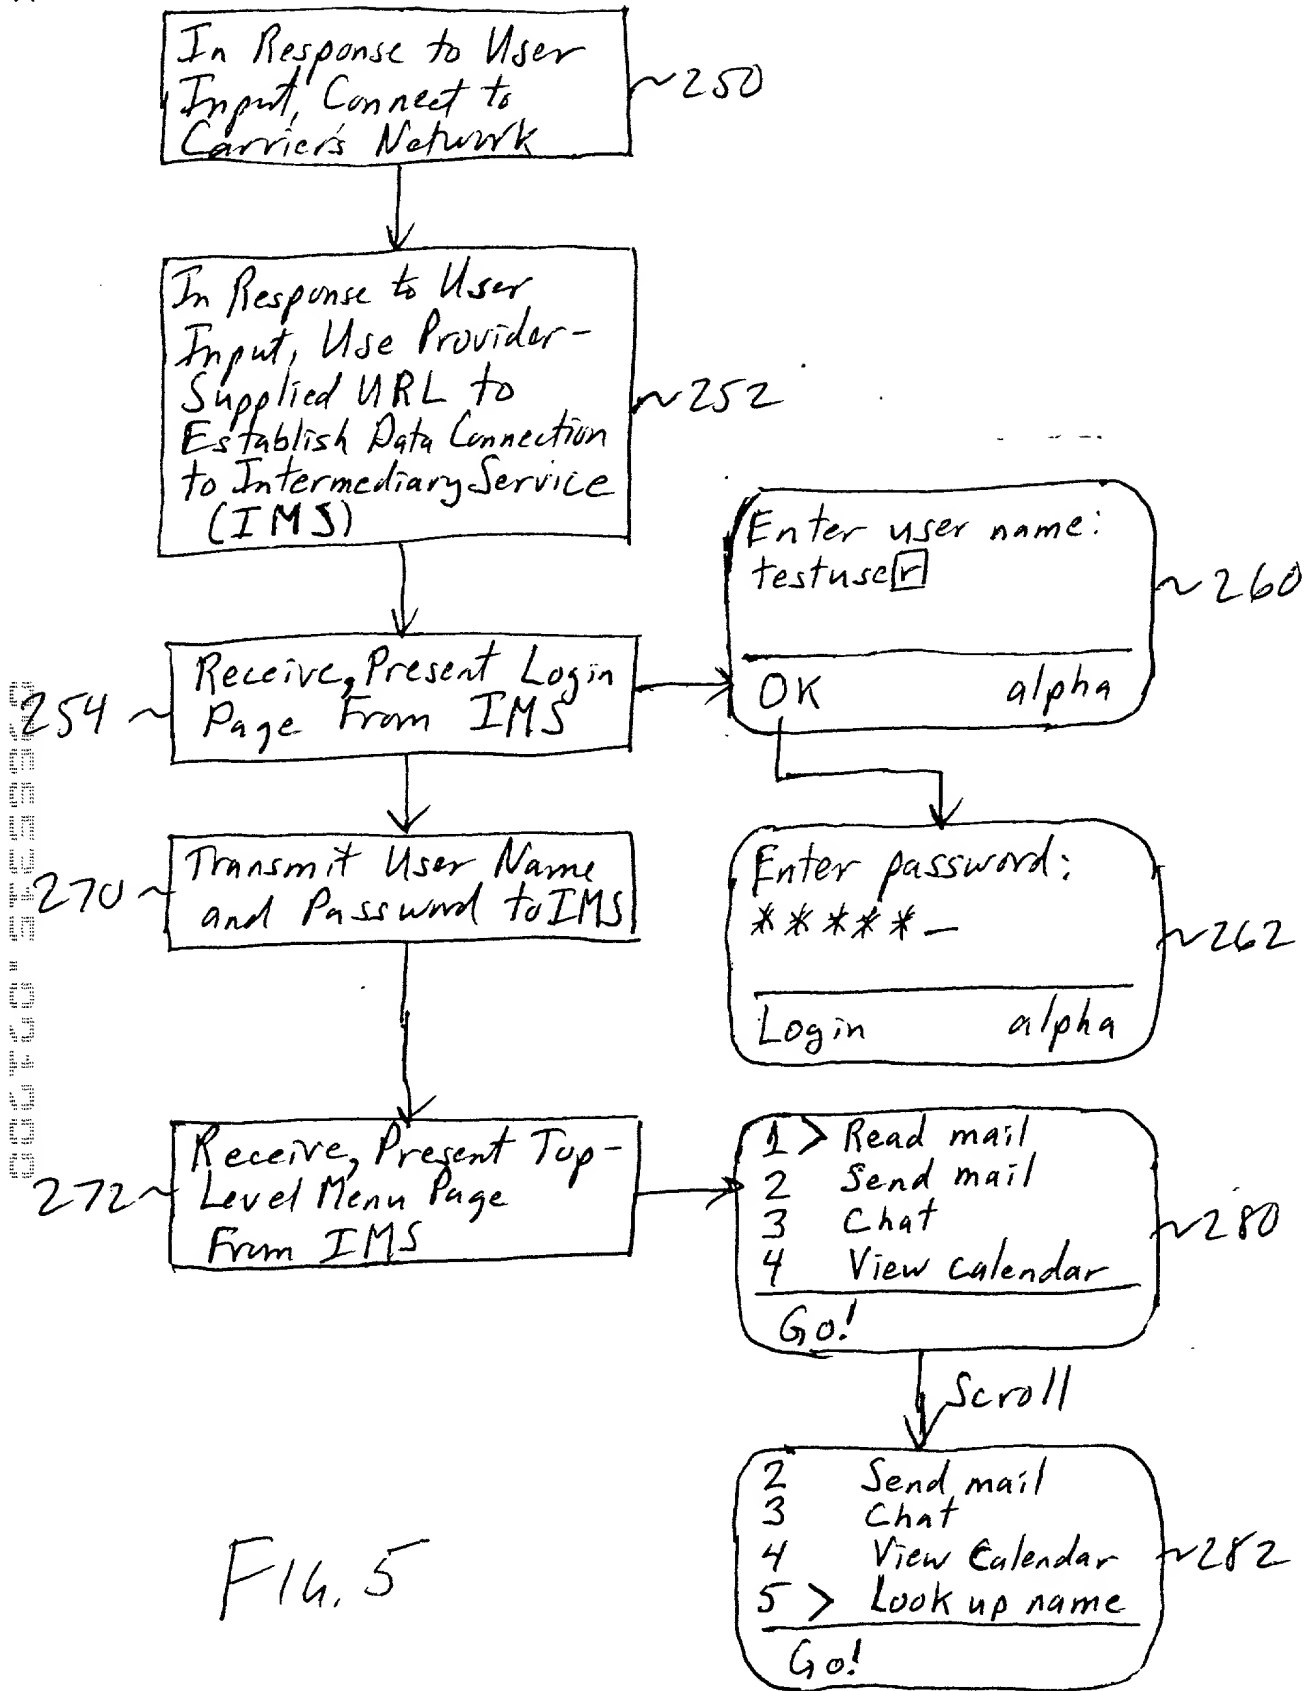 In Response to User
Input, Connect to
Carrier's Network
~250
In Response to User
Input, Use Provider-
Supplied URL to
Establish Data Connection
to Intermediary Service
(IMS)
~252
254~
Receive, Present Login
Page From IMS
Enter user name:
testuser
OK alpha
~260
270~
Transmit User Name
and Password to IMS
Enter password:
*****_
Login alpha
~262
272~
Receive, Present Top-
Level Menu Page
From IMS
1 > Read mail
2 Send mail
3 Chat
4 View calendar
Go!
~280
Scroll
2 Send mail
3 Chat
4 View Calendar
5 > Look up name
Go!
~282
FIG. 5